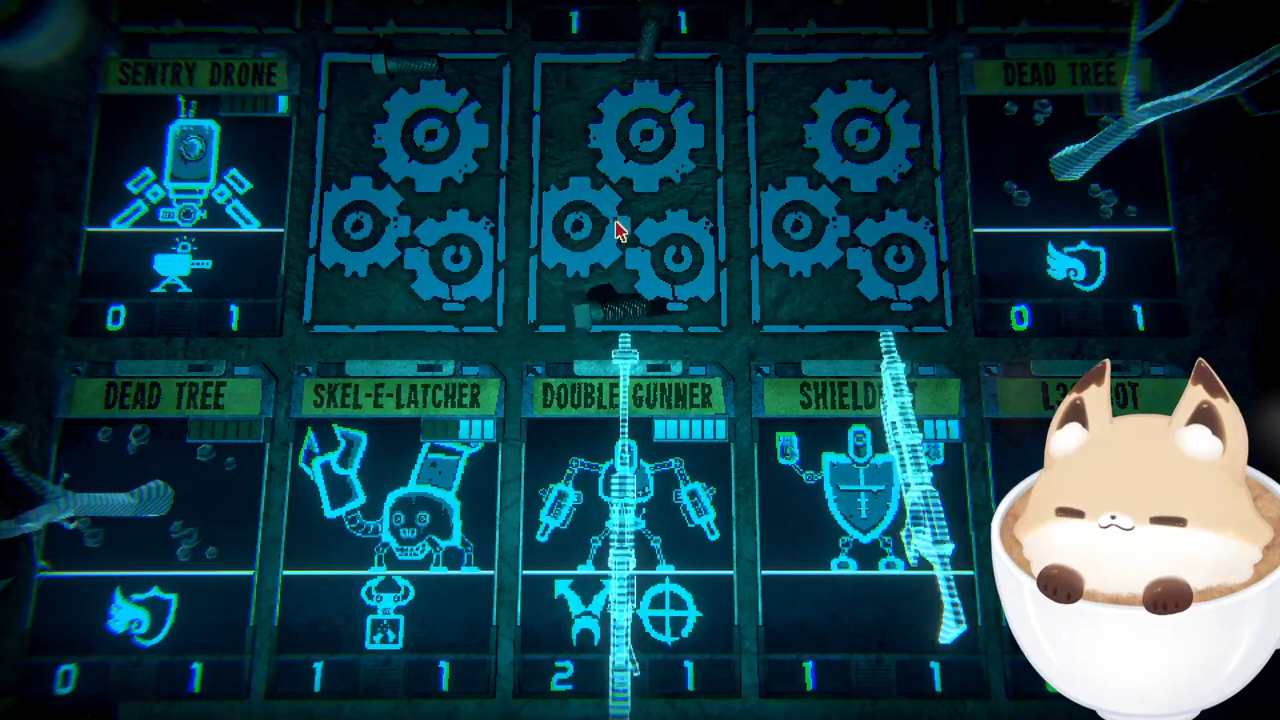 1 1
SENTRY DRONE
DEAD TREE
0 1
0 1
DEAD TREE
SKEL-E-LATCHER
DOUBLE GUNNER
0 1
1 1
2 1
1 1